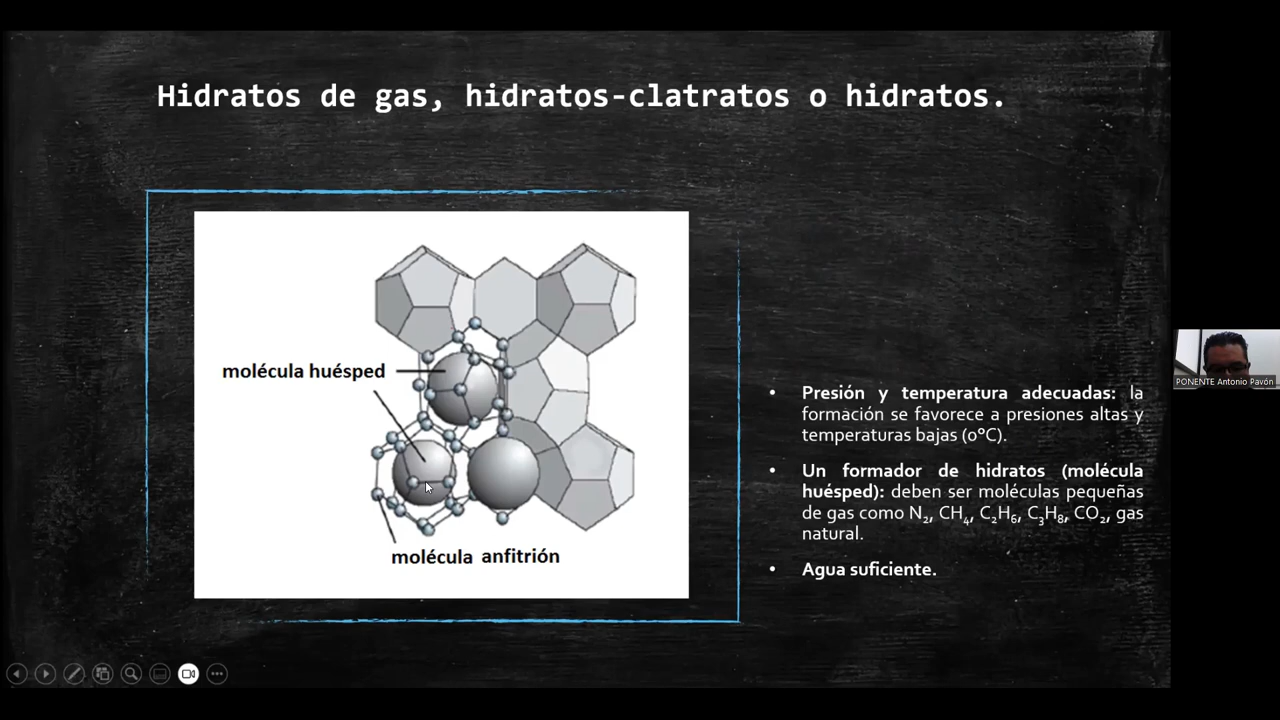 Hidratos de gas, hidratos-clatratos o hidratos.
molécula huésped
molécula anfitrión
• Presión y temperatura adecuadas: la
formación se favorece a presiones altas y
temperaturas bajas (0°C).
• Un formador de hidratos (molécula
huésped): deben ser moléculas pequeñas
de gas como N₂, CH₄, C₂H₆, C₃H₈, CO₂, gas
natural.
• Agua suficiente.
PONENTE Antonio Pavón